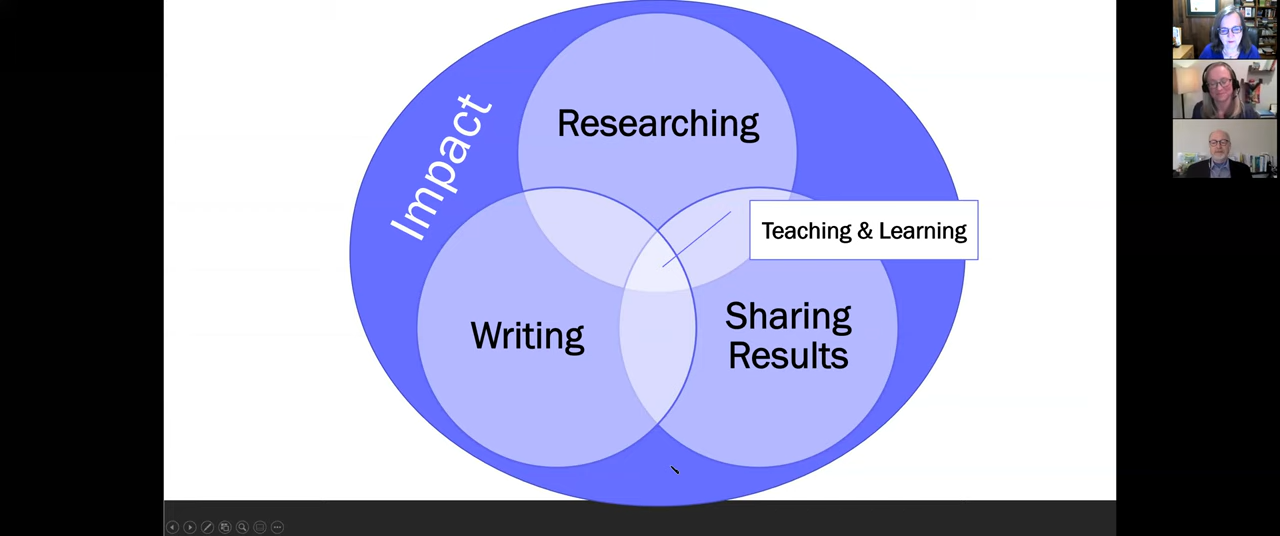 Impact
Researching
Teaching & Learning
Writing
Sharing
Results